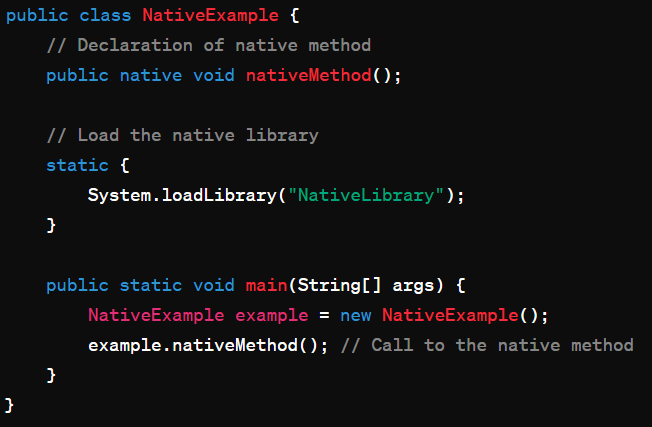 public class NativeExample {
    // Declaration of native method
    public native void nativeMethod();

    // Load the native library
    static {
        System.loadLibrary("NativeLibrary");
    }

    public static void main(String[] args) {
        NativeExample example = new NativeExample();
        example.nativeMethod(); // Call to the native method
    }
}